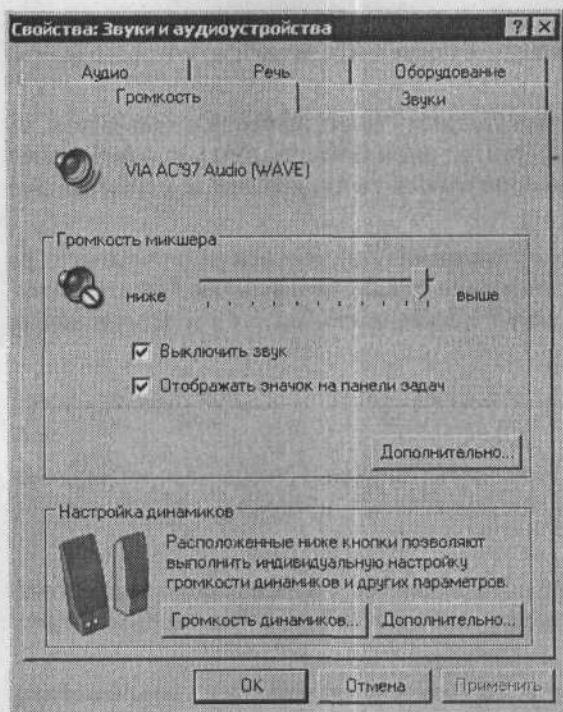 Свойства: Звуки и аудиоустройства
Аудио Речь Оборудование
Громкость Звуки
VIA AC'97 Audio (WAVE)
Громкость микшера
ниже выше
Выключить звук
Отображать значок на панели задач
Дополнительно...
Настройка динамиков
Расположенные ниже кнопки позволяют
выполнить индивидуальную настройку
громкости динамиков и других параметров.
Громкость динамиков... Дополнительно...
OK Отмена Применить